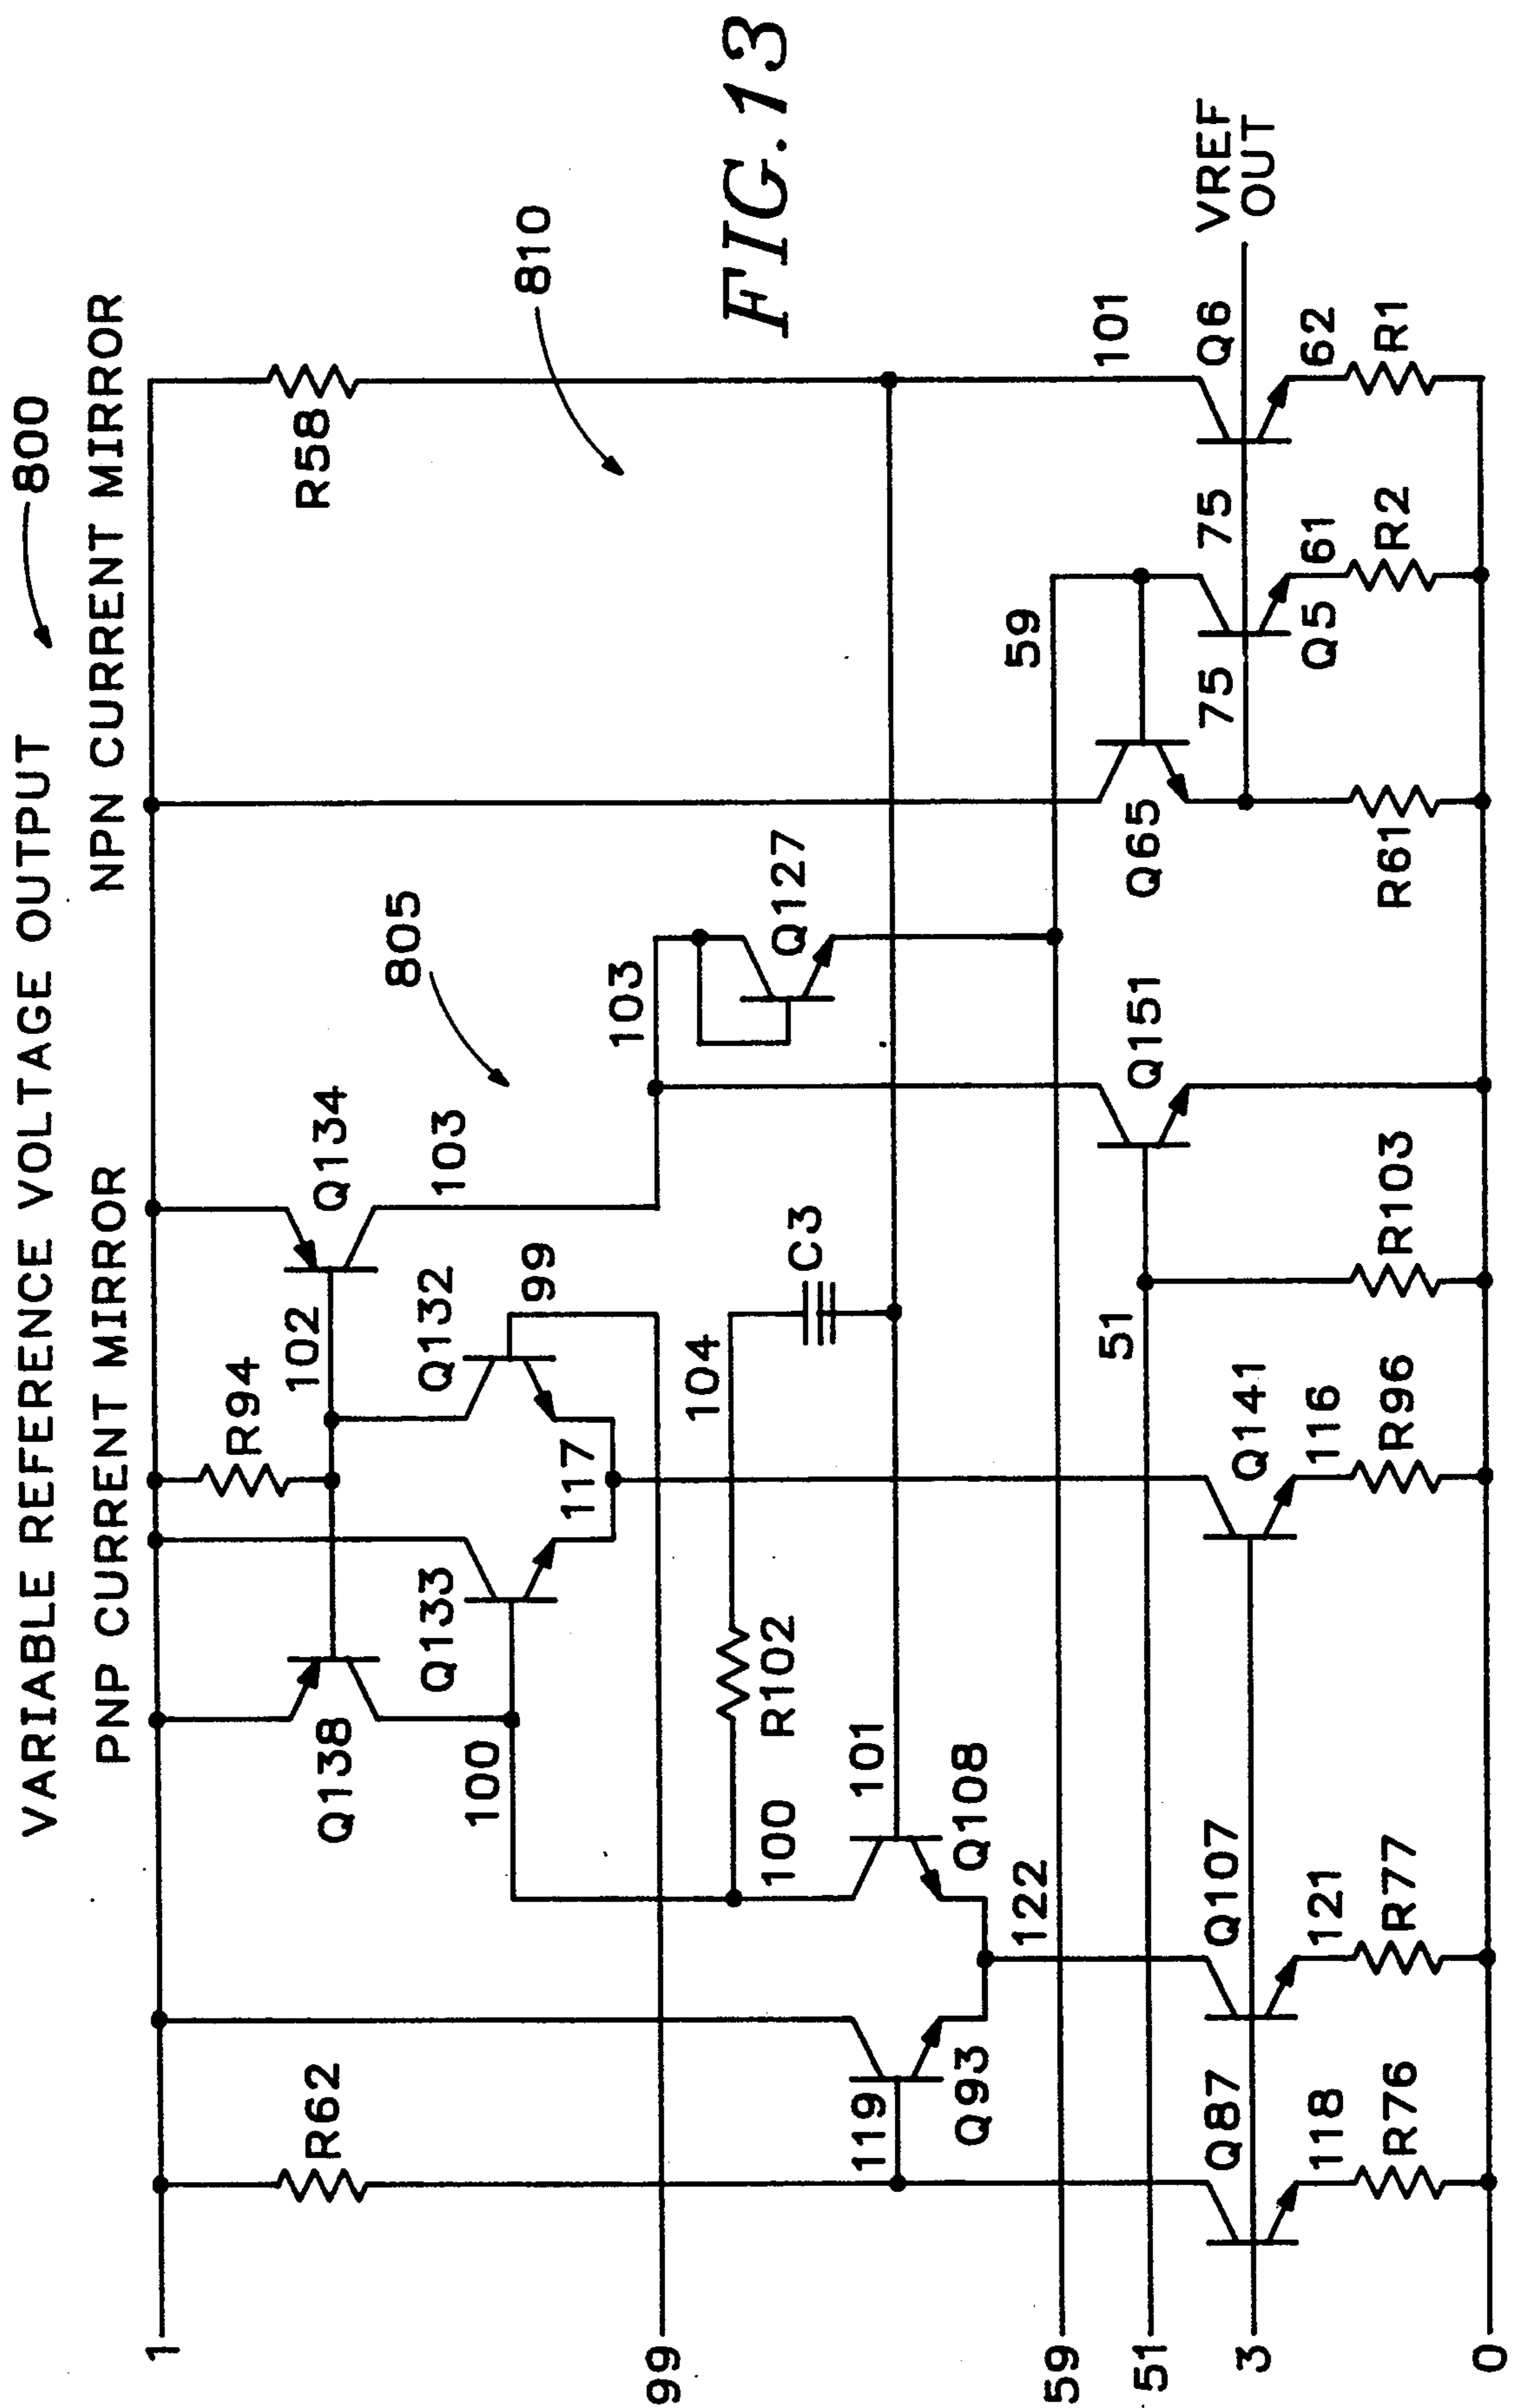 VARIABLE REFERENCE VOLTAGE OUTPUT
800
PNP CURRENT MIRROR
NPN CURRENT MIRROR
1
R62
Q138
R94
102
Q134
R58
Q133
Q132
103
805
810
117
99
100
99
103
FIG.13
R102
104
C3
Q127
100
101
119
Q93
Q108
122
59
59
101
51
51
Q151
Q65
Q87
Q107
Q141
75
75
Q6
VREF
OUT
3
118
121
116
Q5
61
62
R76
R77
R96
R103
R61
R2
R1
0